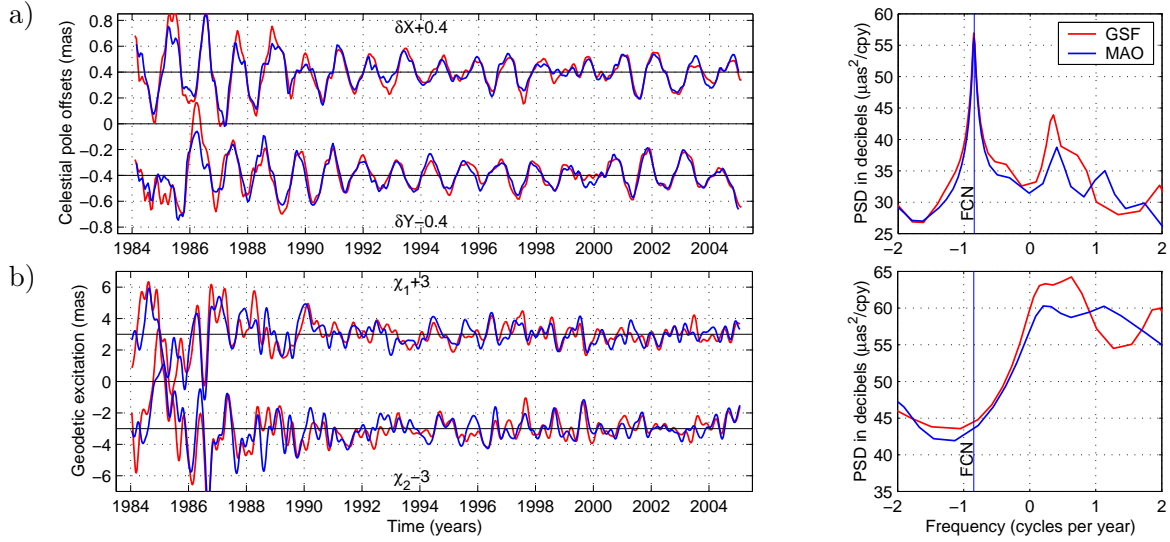 a)
Celestial pole offsets (mas)
0.8
0.6
0.4
0.2
0
−0.2
−0.4
−0.6
−0.8
δX+0.4
δY−0.4
1984 1986 1988 1990 1992 1994 1996 1998 2000 2002 2004
PSD in decibels (μas²/cpy)
60
55
50
45
40
35
30
25
GSF
MAO
FCN
−2 −1 0 1 2
b)
Geodetic excitation (mas)
6
4
2
0
−2
−4
−6
χ₁+3
χ₂−3
1984 1986 1988 1990 1992 1994 1996 1998 2000 2002 2004
Time (years)
PSD in decibels (μas²/cpy)
65
60
55
50
45
40
35
FCN
−2 −1 0 1 2
Frequency (cycles per year)